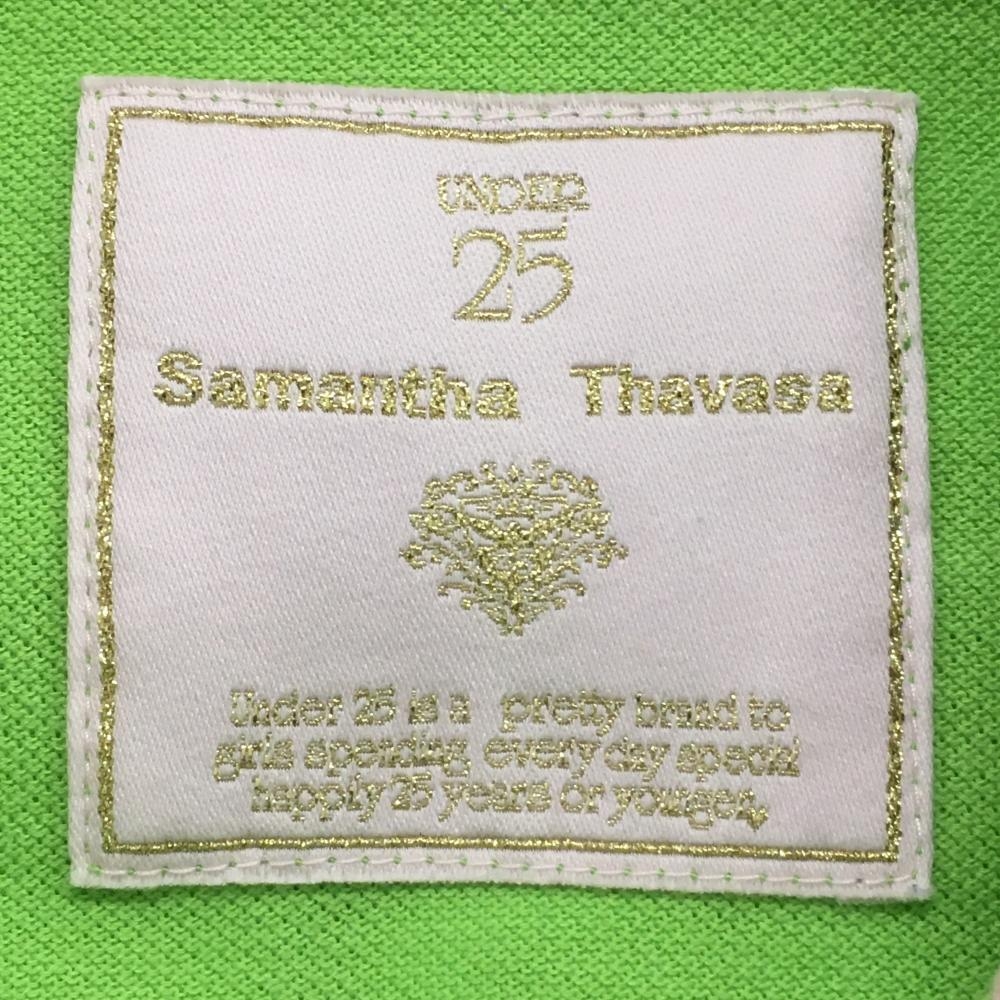 UNDER
25
Samantha Thavasa
Under 25 is a pretty brand to
girls spending every day special
happily 25 years or younger,